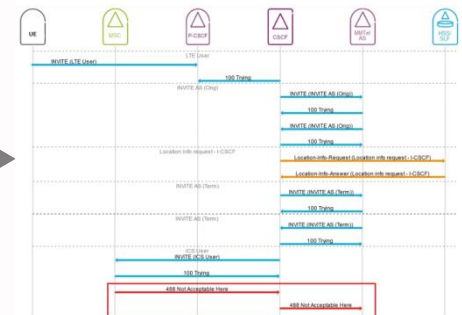 UE
MSC
P-CSCF
CSCF
MMTel
AS
HSS/
SLF
LTE User
INVITE (LTE User)
100 Trying
INVITE AS (Orig)
INVITE (INVITE AS (Orig))
100 Trying
INVITE (INVITE AS (Orig))
100 Trying
Location info request - I-CSCF
Location-Info-Request (Location info request - I-CSCF)
Location-Info-Answer (Location info request - I-CSCF)
INVITE AS (Term)
INVITE (INVITE AS (Term))
100 Trying
INVITE AS (Term)
INVITE (INVITE AS (Term))
100 Trying
ICS User
INVITE (ICS User)
100 Trying
488 Not Acceptable Here
488 Not Acceptable Here